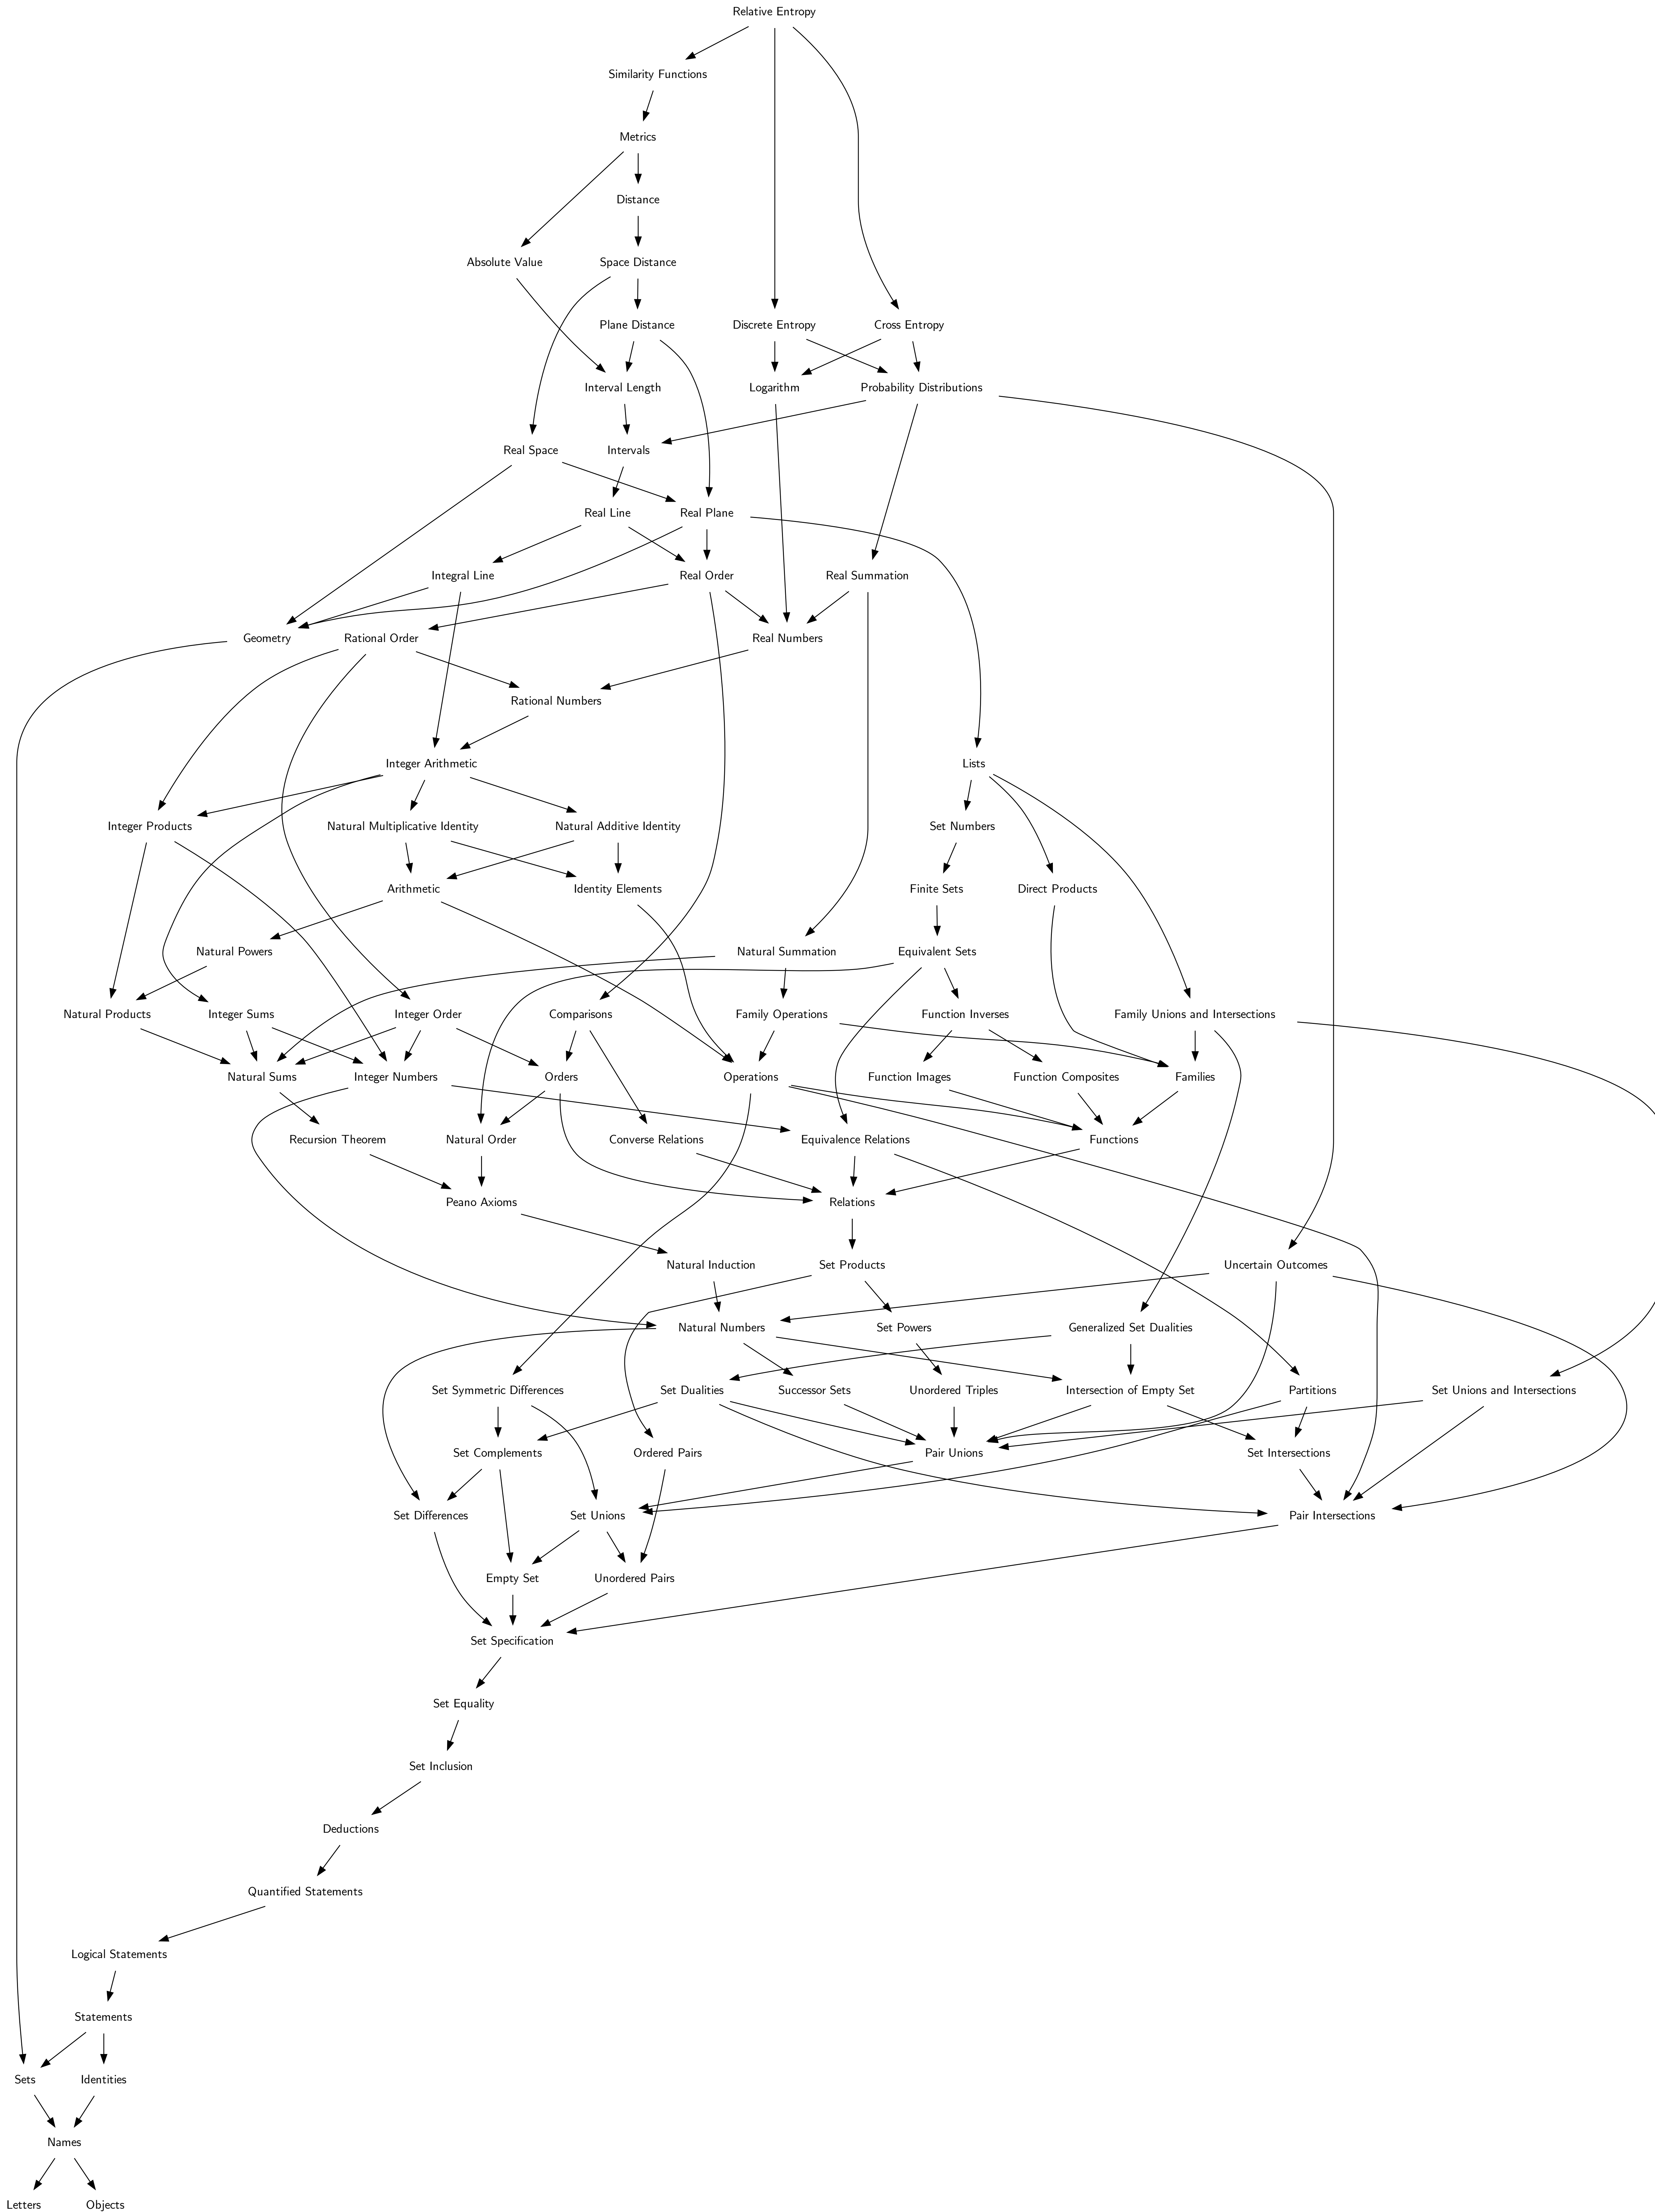 Relative Entropy
Similarity Functions
Metrics
Distance
Absolute Value
Space Distance
Plane Distance
Discrete Entropy
Cross Entropy
Interval Length
Logarithm
Probability Distributions
Real Space
Intervals
Real Line
Real Plane
Integral Line
Real Order
Real Summation
Geometry
Rational Order
Real Numbers
Rational Numbers
Integer Arithmetic
Lists
Integer Products
Natural Multiplicative Identity
Natural Additive Identity
Set Numbers
Arithmetic
Identity Elements
Finite Sets
Direct Products
Natural Powers
Natural Summation
Equivalent Sets
Natural Products
Integer Sums
Integer Order
Comparisons
Family Operations
Function Inverses
Family Unions and Intersections
Natural Sums
Integer Numbers
Orders
Operations
Function Images
Function Composites
Families
Recursion Theorem
Natural Order
Converse Relations
Equivalence Relations
Functions
Peano Axioms
Relations
Natural Induction
Set Products
Uncertain Outcomes
Natural Numbers
Set Powers
Generalized Set Dualities
Set Symmetric Differences
Set Dualities
Successor Sets
Unordered Triples
Intersection of Empty Set
Partitions
Set Unions and Intersections
Set Complements
Ordered Pairs
Pair Unions
Set Intersections
Set Differences
Set Unions
Pair Intersections
Empty Set
Unordered Pairs
Set Specification
Set Equality
Set Inclusion
Deductions
Quantified Statements
Logical Statements
Statements
Sets
Identities
Names
Letters
Objects